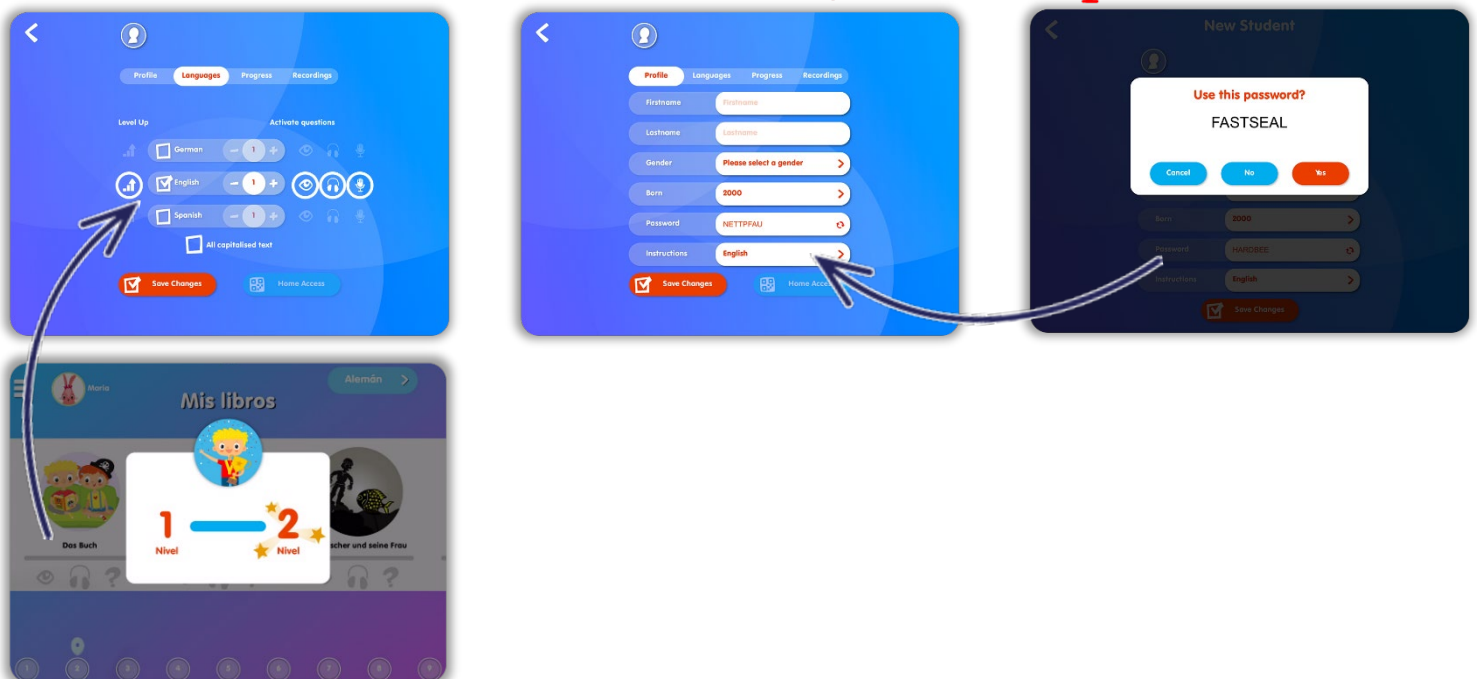 Profile Languages Progress Recordings
Level Up Activate questions
German - 1 +
English - 1 +
Spanish - 1 +
All capitalised text
Save Changes Home Access
Profile Languages Progress Recordings
Firstname Firstname
Lastname Lastname
Gender Please select a gender >
Born 2000 >
Password NETTPFAU
Instructions English >
Save Changes Home Acce
New Student
Use this password?
FASTSEAL
Cancel No Yes
Born 2000 >
Password HARDBEE
Instructions English >
Save Changes
Maria Alemán >
Mis libros
1 2
Nivel Nivel
Das Buch scher und seine Frau
? ?
1 2 3 4 5 6 7 8 9